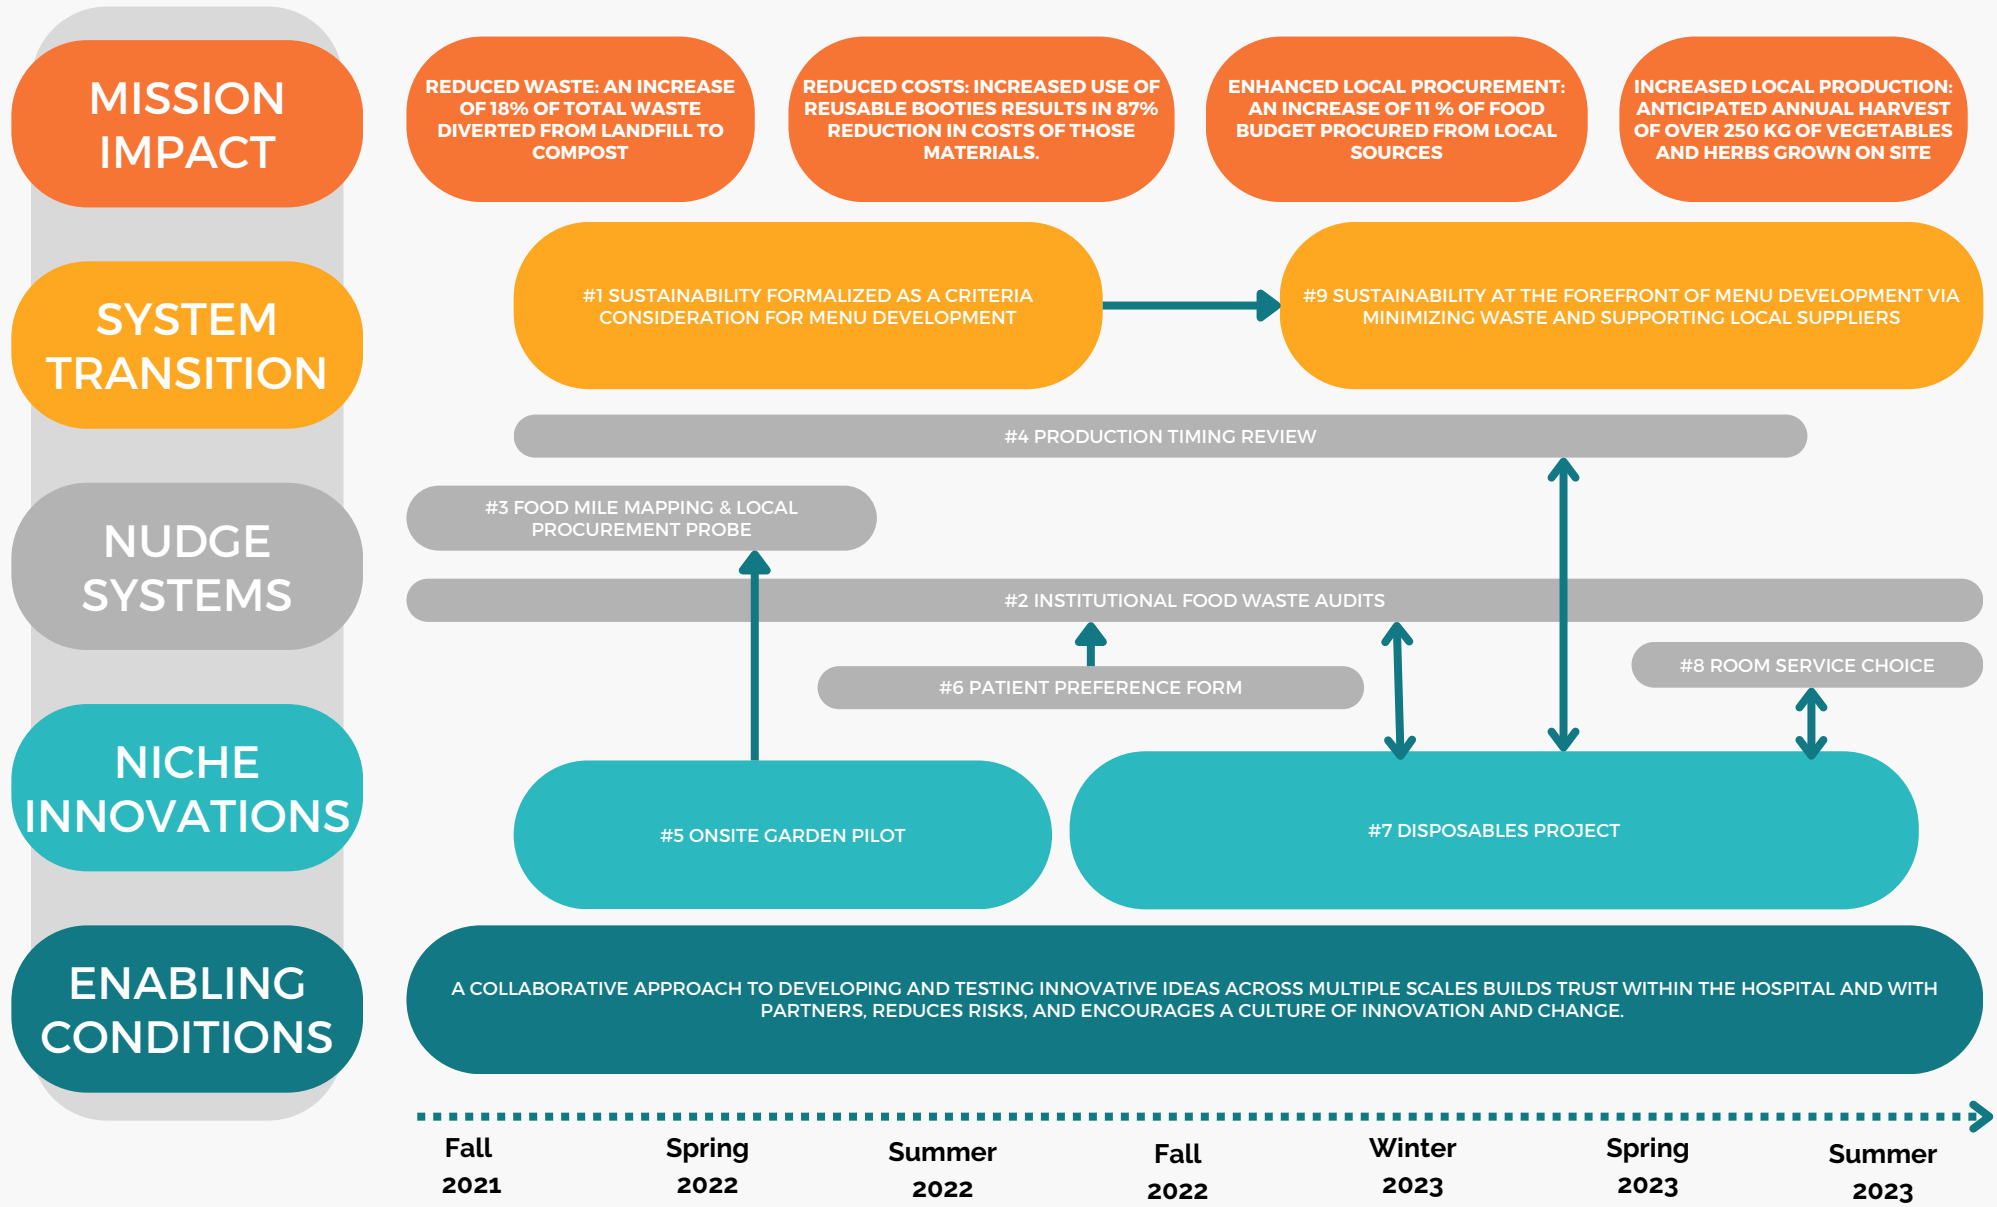 MISSION
IMPACT
REDUCED WASTE: AN INCREASE
OF 18% OF TOTAL WASTE
DIVERTED FROM LANDFILL TO
COMPOST
REDUCED COSTS: INCREASED USE OF
REUSABLE BOOTIES RESULTS IN 87%
REDUCTION IN COSTS OF THOSE
MATERIALS.
ENHANCED LOCAL PROCUREMENT:
AN INCREASE OF 11 % OF FOOD
BUDGET PROCURED FROM LOCAL
SOURCES
INCREASED LOCAL PRODUCTION:
ANTICIPATED ANNUAL HARVEST
OF OVER 250 KG OF VEGETABLES
AND HERBS GROWN ON SITE
SYSTEM
TRANSITION
#1 SUSTAINABILITY FORMALIZED AS A CRITERIA
CONSIDERATION FOR MENU DEVELOPMENT
#9 SUSTAINABILITY AT THE FOREFRONT OF MENU DEVELOPMENT VIA
MINIMIZING WASTE AND SUPPORTING LOCAL SUPPLIERS
NUDGE
SYSTEMS
#4 PRODUCTION TIMING REVIEW
#3 FOOD MILE MAPPING & LOCAL
PROCUREMENT PROBE
#2 INSTITUTIONAL FOOD WASTE AUDITS
#8 ROOM SERVICE CHOICE
#6 PATIENT PREFERENCE FORM
NICHE
INNOVATIONS
#5 ONSITE GARDEN PILOT
#7 DISPOSABLES PROJECT
ENABLING
CONDITIONS
A COLLABORATIVE APPROACH TO DEVELOPING AND TESTING INNOVATIVE IDEAS ACROSS MULTIPLE SCALES BUILDS TRUST WITHIN THE HOSPITAL AND WITH
PARTNERS, REDUCES RISKS, AND ENCOURAGES A CULTURE OF INNOVATION AND CHANGE.
Fall
2021
Spring
2022
Summer
2022
Fall
2022
Winter
2023
Spring
2023
Summer
2023